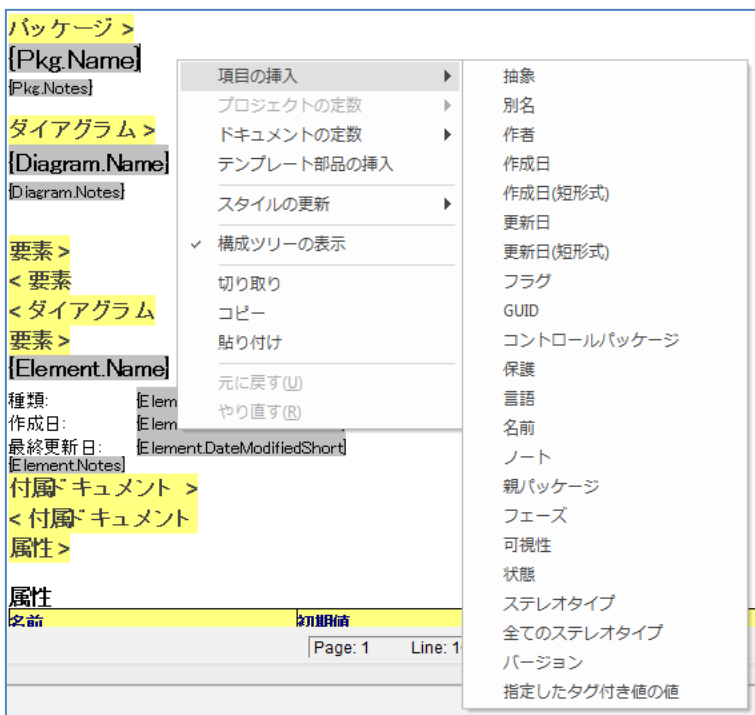 パッケージ >
{Pkg.Name}
{Pkg.Notes}
ダイアグラム >
{Diagram.Name}
{Diagram.Notes}
要素 >
< 要素
< ダイアグラム
要素 >
{Element.Name}
種類: {Elem
作成日: {Elem
最終更新日: {Element.DateModifiedShort}
{Element.Notes}
付属ドキュメント >
< 付属ドキュメント
属性 >
属性
名前 初期値
Page: 1 Line: 1
項目の挿入
プロジェクトの定数
ドキュメントの定数
テンプレート部品の挿入
スタイルの更新
構成ツリーの表示
切り取り
コピー
貼り付け
元に戻す(U)
やり直す(R)
抽象
別名
作者
作成日
作成日(短形式)
更新日
更新日(短形式)
フラグ
GUID
コントロールパッケージ
保護
言語
名前
ノート
親パッケージ
フェーズ
可視性
状態
ステレオタイプ
全てのステレオタイプ
バージョン
指定したタグ付き値の値